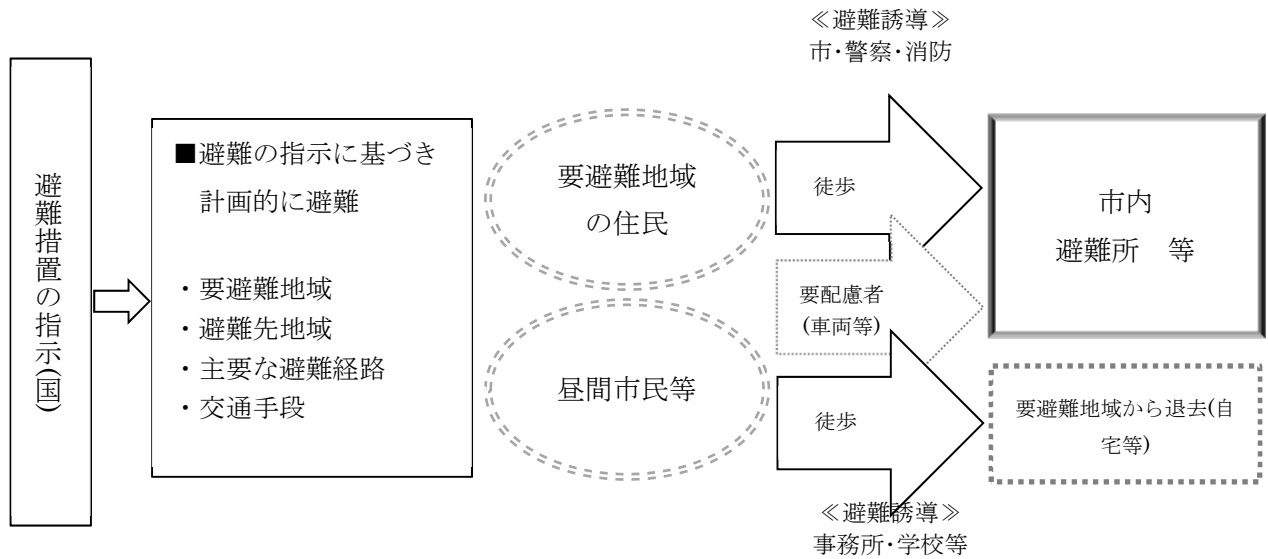 避難措置の指示(国)
■避難の指示に基づき
計画的に避難
・要避難地域
・避難先地域
・主要な避難経路
・交通手段
要避難地域
の住民
昼間市民等
≪避難誘導≫
市・警察・消防
徒歩
要配慮者
(車両等)
徒歩
≪避難誘導≫
事務所・学校等
市内
避難所　等
要避難地域から退去(自
宅等)